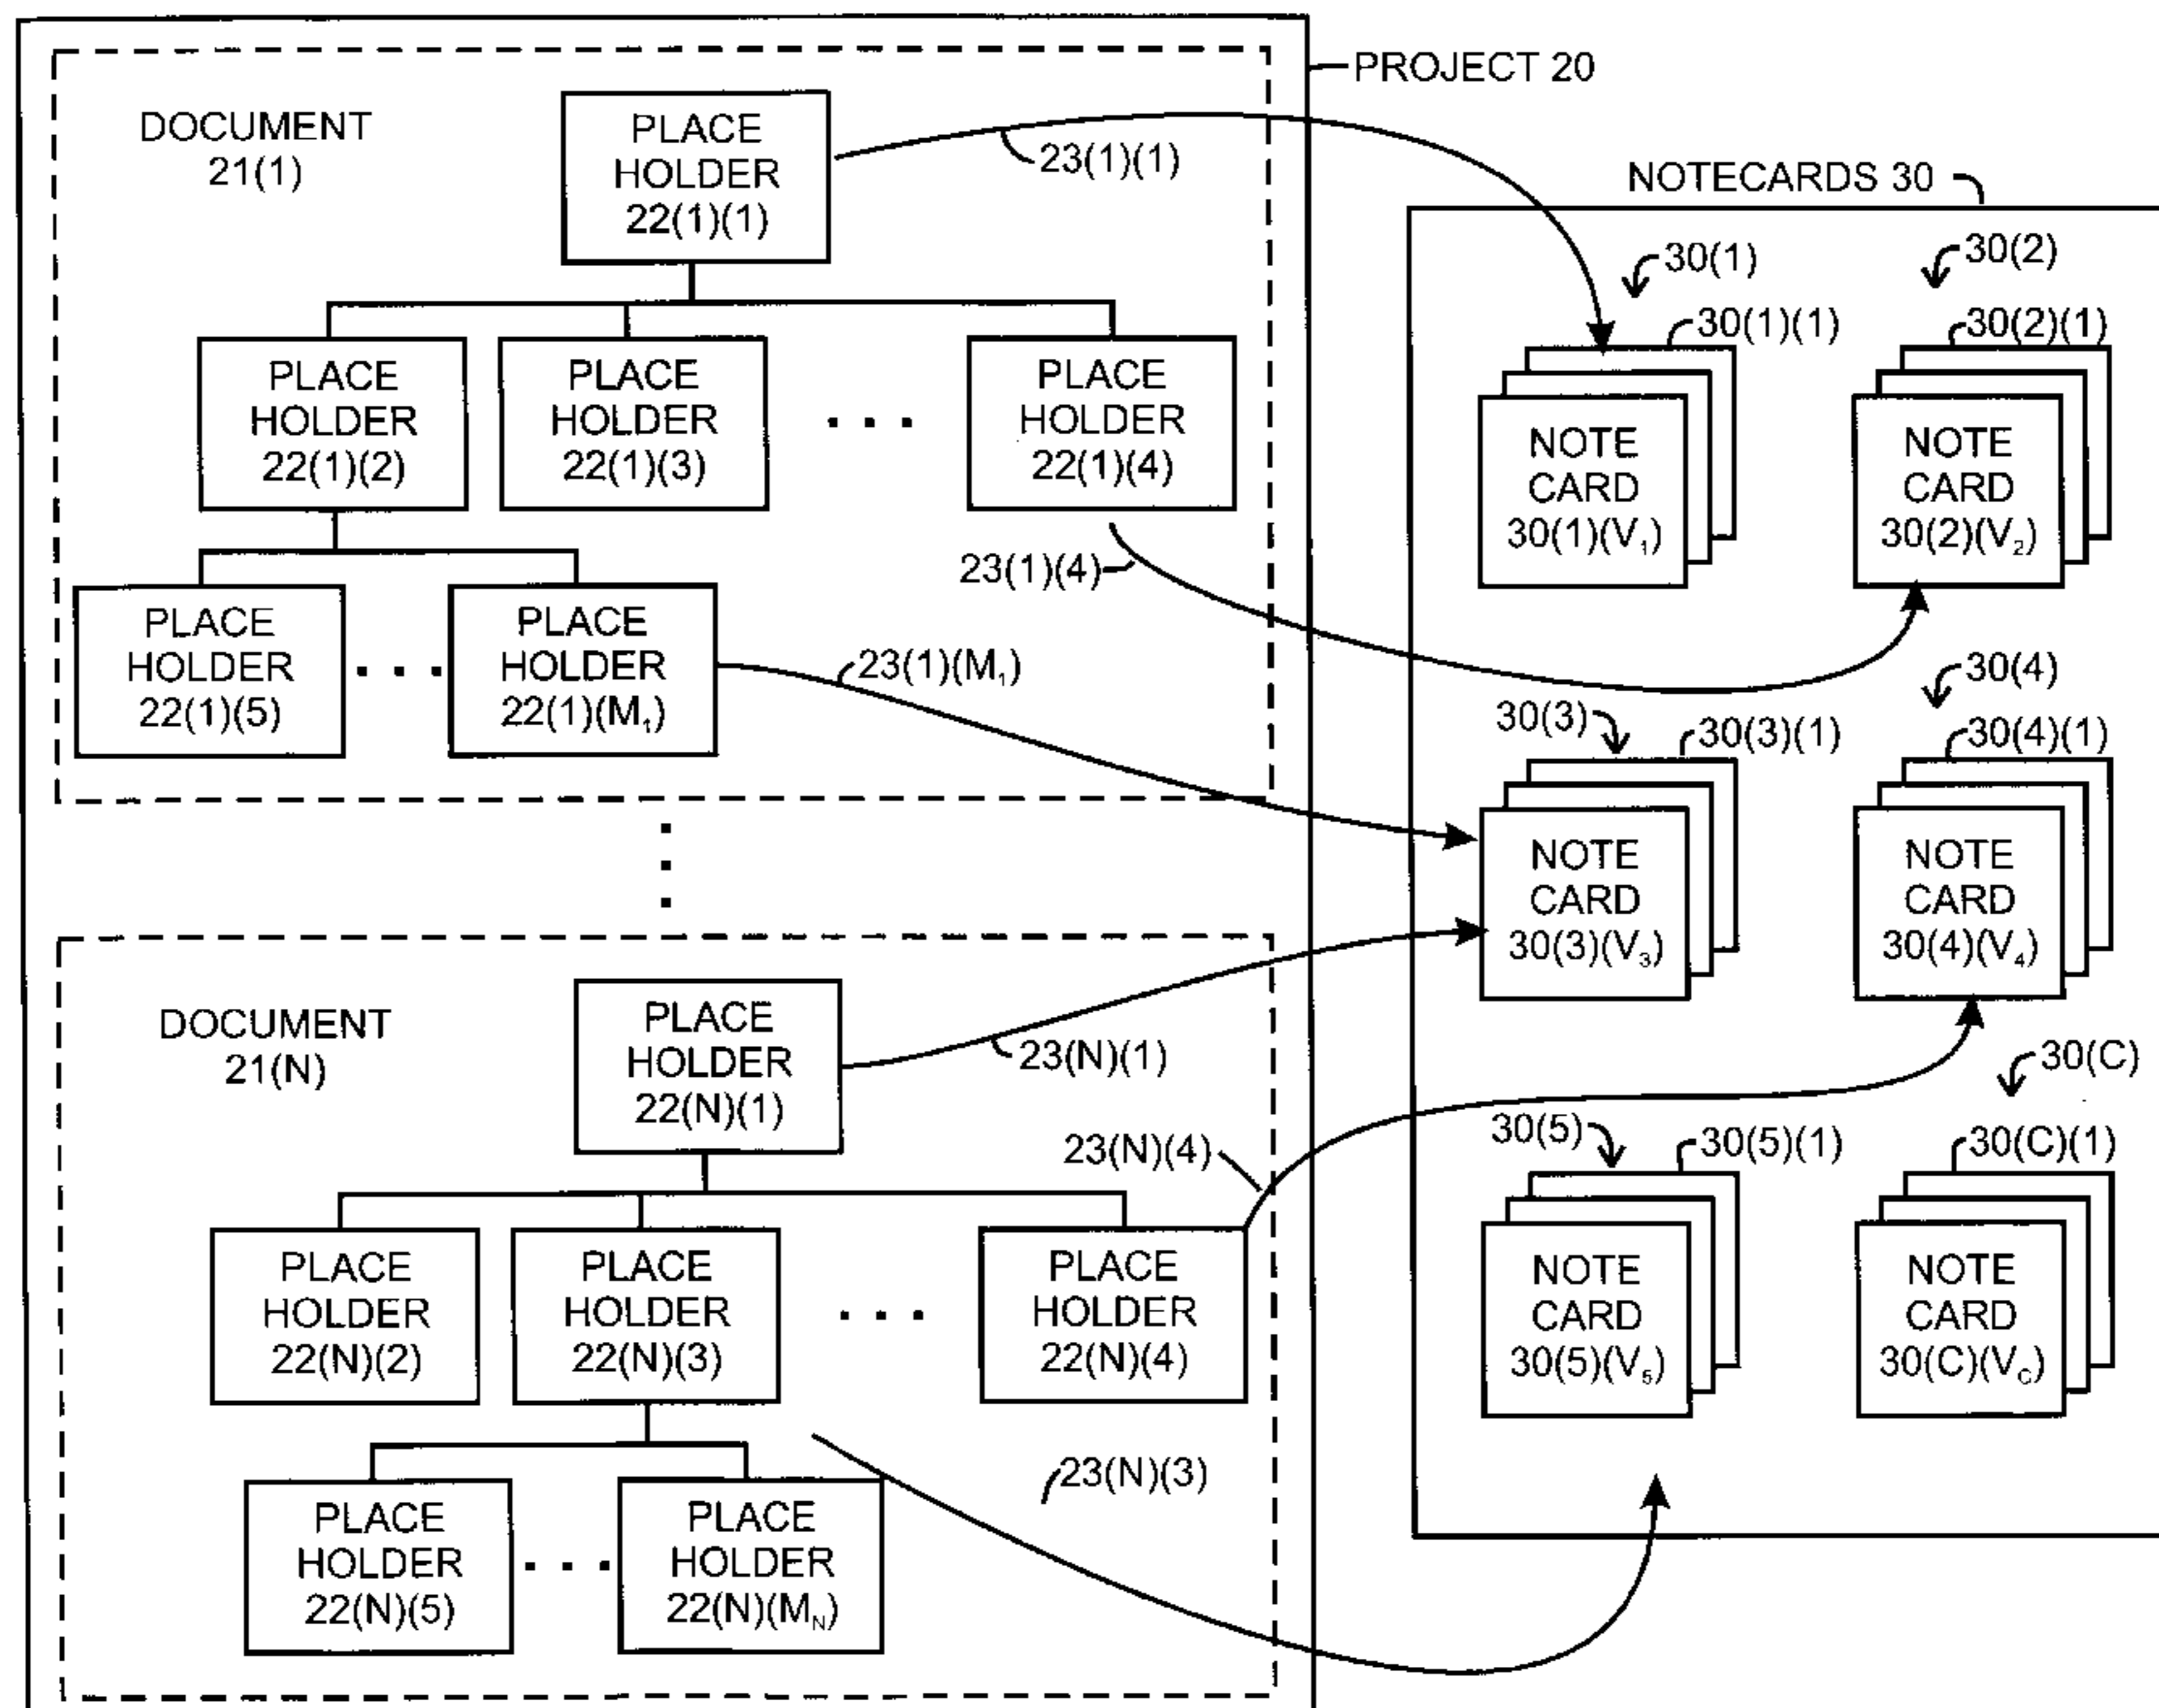 PROJECT 20
DOCUMENT
21(1)
PLACE
HOLDER
22(1)(1)
23(1)(1)
PLACE
HOLDER
22(1)(2)
PLACE
HOLDER
22(1)(3)
. . .
PLACE
HOLDER
22(1)(4)
23(1)(4)
PLACE
HOLDER
22(1)(5)
. . .
PLACE
HOLDER
22(1)(M₁)
23(1)(M₁)
DOCUMENT
21(N)
PLACE
HOLDER
22(N)(1)
23(N)(1)
23(N)(4)
PLACE
HOLDER
22(N)(2)
PLACE
HOLDER
22(N)(3)
. . .
PLACE
HOLDER
22(N)(4)
23(N)(3)
PLACE
HOLDER
22(N)(5)
. . .
PLACE
HOLDER
22(N)(M_N)
NOTECARDS 30
30(1)
30(1)(1)
NOTE
CARD
30(1)(V₁)
30(2)
30(2)(1)
NOTE
CARD
30(2)(V₂)
30(3)
30(3)(1)
NOTE
CARD
30(3)(V₃)
30(4)
30(4)(1)
NOTE
CARD
30(4)(V₄)
30(5)
30(5)(1)
NOTE
CARD
30(5)(V₅)
30(C)
30(C)(1)
NOTE
CARD
30(C)(V_C)